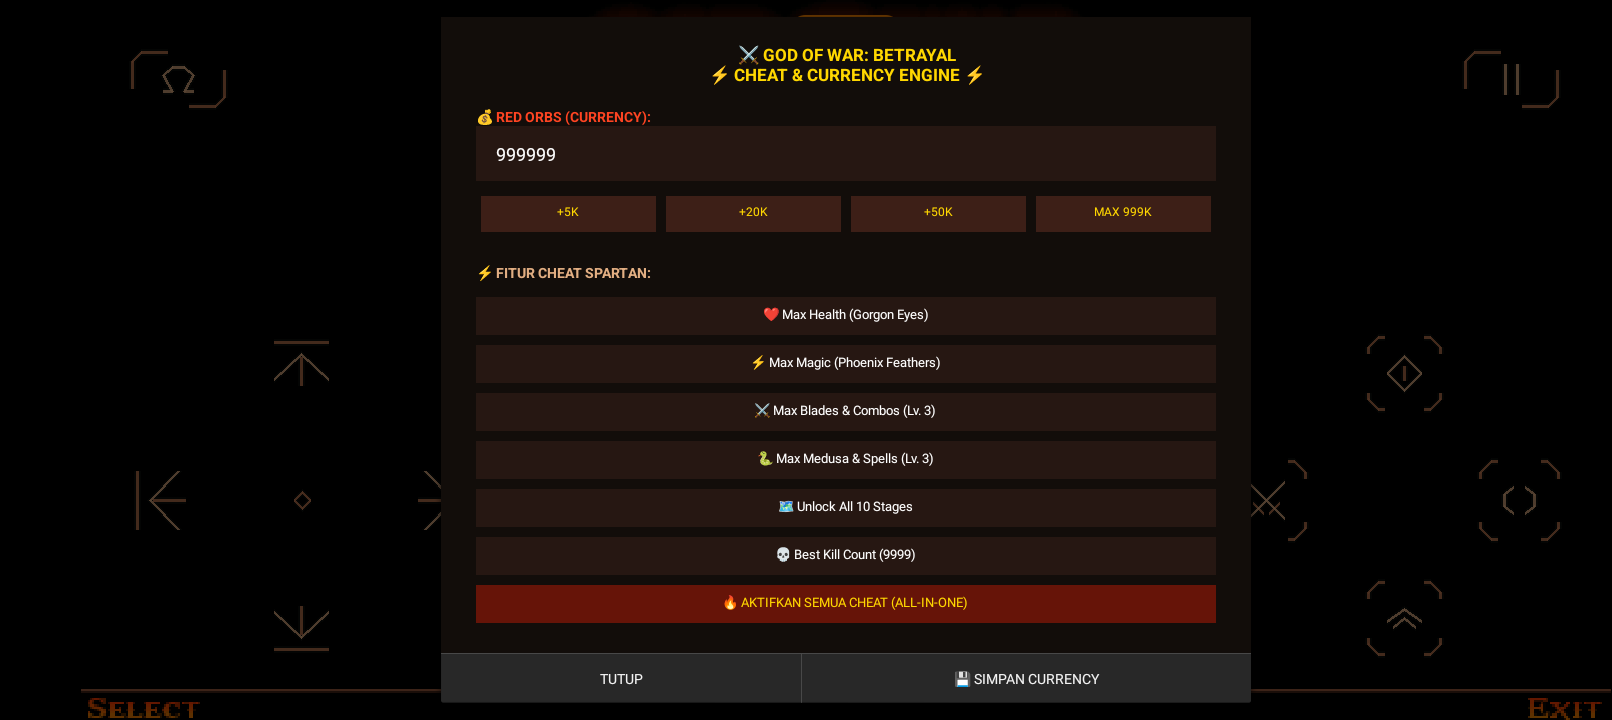 ⚔️ GOD OF WAR: BETRAYAL
⚡ CHEAT & CURRENCY ENGINE ⚡
💰 RED ORBS (CURRENCY):
999999
+5K
+20K
+50K
MAX 999K
⚡ FITUR CHEAT SPARTAN:
❤️ Max Health (Gorgon Eyes)
⚡ Max Magic (Phoenix Feathers)
⚔️ Max Blades & Combos (Lv. 3)
🐍 Max Medusa & Spells (Lv. 3)
🗺️ Unlock All 10 Stages
💀 Best Kill Count (9999)
🔥 AKTIFKAN SEMUA CHEAT (ALL-IN-ONE)
TUTUP
💾 SIMPAN CURRENCY
SELECT
EXIT